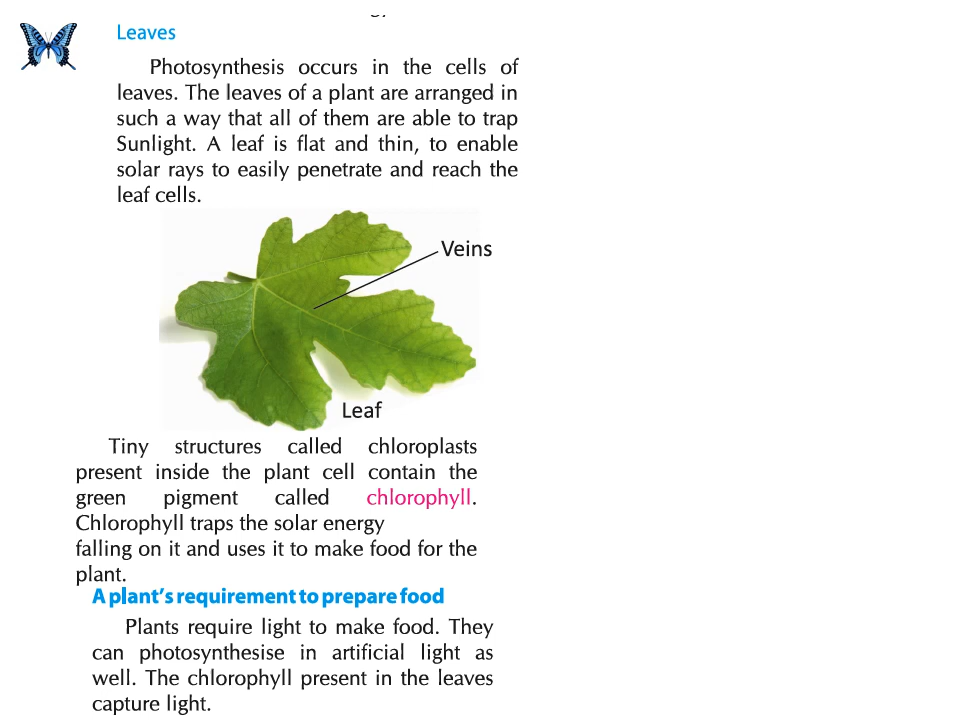 Leaves
Photosynthesis occurs in the cells of
leaves. The leaves of a plant are arranged in
such a way that all of them are able to trap
Sunlight. A leaf is flat and thin, to enable
solar rays to easily penetrate and reach the
leaf cells.
Veins
Leaf
Tiny structures called chloroplasts
present inside the plant cell contain the
green pigment called chlorophyll.
Chlorophyll traps the solar energy
falling on it and uses it to make food for the
plant.
A plant's requirement to prepare food
Plants require light to make food. They
can photosynthesise in artificial light as
well. The chlorophyll present in the leaves
capture light.